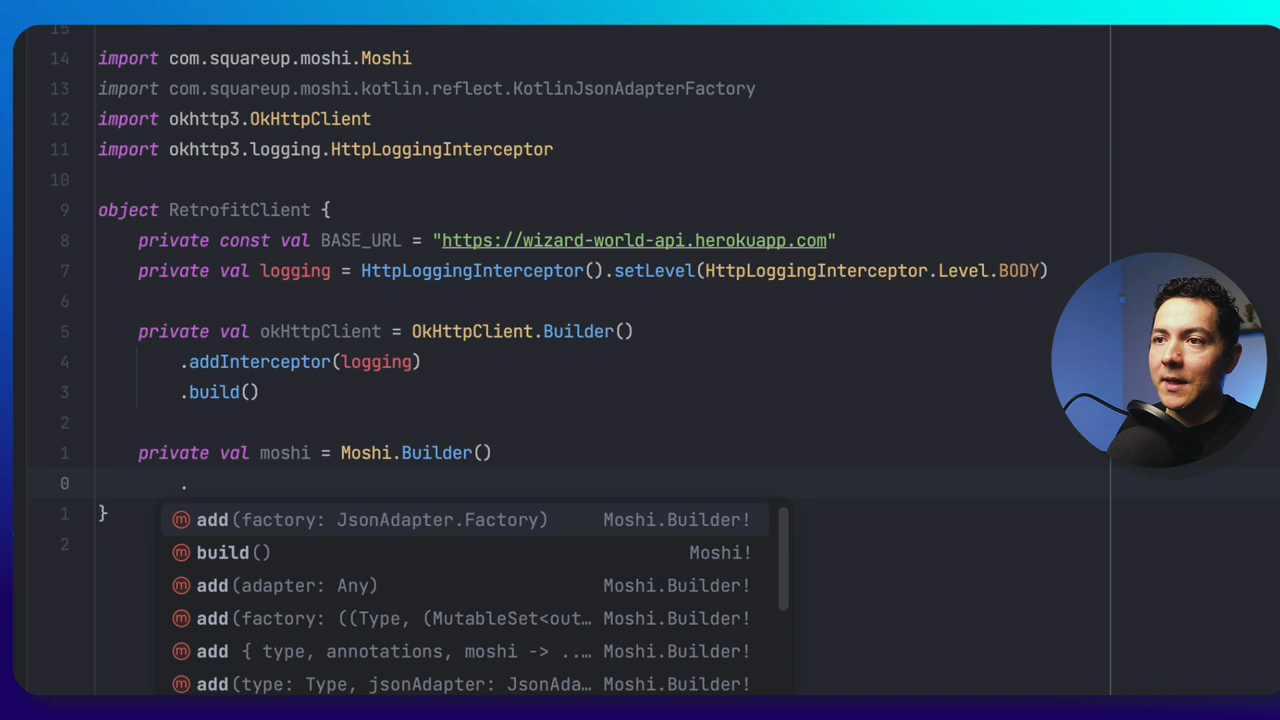 15
14 import com.squareup.moshi.Moshi
13 import com.squareup.moshi.kotlin.reflect.KotlinJsonAdapterFactory
12 import okhttp3.OkHttpClient
11 import okhttp3.logging.HttpLoggingInterceptor
10
9 object RetrofitClient {
8 private const val BASE_URL = "https://wizard-world-api.herokuapp.com"
7 private val logging = HttpLoggingInterceptor().setLevel(HttpLoggingInterceptor.Level.BODY)
6
5 private val okHttpClient = OkHttpClient.Builder()
4 .addInterceptor(logging)
3 .build()
2
1 private val moshi = Moshi.Builder()
0 .
1 }
2
m add(factory: JsonAdapter.Factory) Moshi.Builder!
m build() Moshi!
m add(adapter: Any) Moshi.Builder!
m add(factory: ((Type, (MutableSet<out… Moshi.Builder!
m add { type, annotations, moshi -> ..… Moshi.Builder!
m add(type: Type, jsonAdapter: JsonAda… Moshi.Builder!